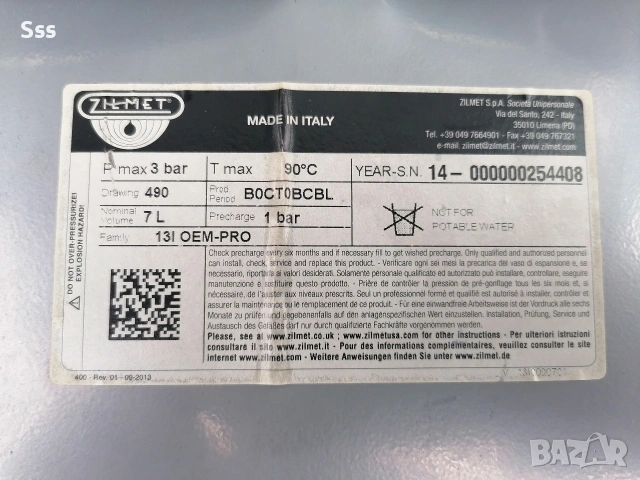 Sss
ZILMET
MADE IN ITALY
ZILMET S.p.A. Società Unipersonale
Via del Santo, 242 - Italy
35010 Limena (PD)
Tel. +39 049 7664901 - Fax +39 049 767321
e-mail. zilmet@zilmet.it - zilmet.com
P max 3 bar
T max 90°C
YEAR-S.N. 14- 000000254408
Drawing 490
Prod. Period B0CT0BCBL
Nominal Volume 7 L
Precharge 1 bar
NOT FOR
POTABLE WATER
Family 13I OEM-PRO
DO NOT OVER-PRESSURIZE!
EXPLOSION HAZARD!
Check precharge every six months and if necessary fill to get wished precharge. Only qualified and authorized personnel
can install, check, repair and service this product. - Verificare ogni sei mesi la precarica del vaso di espansione e, se
necessario, riportarla ai valori desiderati. Solamente personale qualificato ed autorizzato può installare, eseguire
manutenzione e sostituire questo prodotto. - Contrôler la pression de pré-gonflage tous les six mois et, si
nécessaire, l'ajuster aux niveaux prescrits. Seul un professionnel formé et qualifié est autorisé à installer, contrôler et
assurer la maintenance ou le remplacement de ce produit. - Für eine einwandfreie Arbeitsweise ist der Vordruck alle sechs
Monate zu prüfen und gegebenenfalls auf den anlagenspezifischen Wert einzustellen. Installation, Prüfung, Service und
Austausch des Gefäßes darf nur durch qualifizierte Fachkräfte vorgenommen werden.
Please, see at www.zilmet.co.uk ; www.zilmetusa.com for further instructions - Per ulteriori istruzioni
consultare il sito www.zilmet.it - Pour plus d'informations complémentaires, consulter le site
internet www.zilmet.com - Weitere Anweisungen finden Sie unter www.zilmet.de.
400 - Rev. 01 - 09-2013
BAZAR